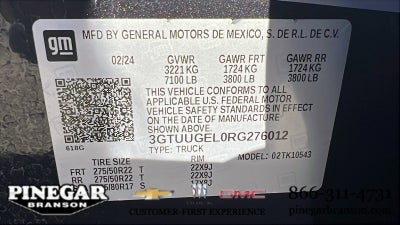 gm
MFD BY GENERAL MOTORS DE MEXICO, S. DE R.L. DE C.V.
02/24 GVWR GAWR FRT GAWR RR
3221 KG 1724 KG 1724 KG
7100 LB 3800 LB 3800 LB
THIS VEHICLE CONFORMS TO ALL
APPLICABLE U.S. FEDERAL MOTOR
VEHICLE SAFETY STANDARDS IN EFFECT
ON THE DATE OF MANUFACTURE
SHOWN ABOVE.
3GTUUGEL0RG276012
618G TYPE: TRUCK MODEL: 02TK10543
RIM
FRT 275/50R22 T 22X9J
RR 275/50R22 T 22X9J
PINEGAR
BRANSON
GMC
CUSTOMER-FIRST EXPERIENCE
866-311-4731
pinegarbranson.com